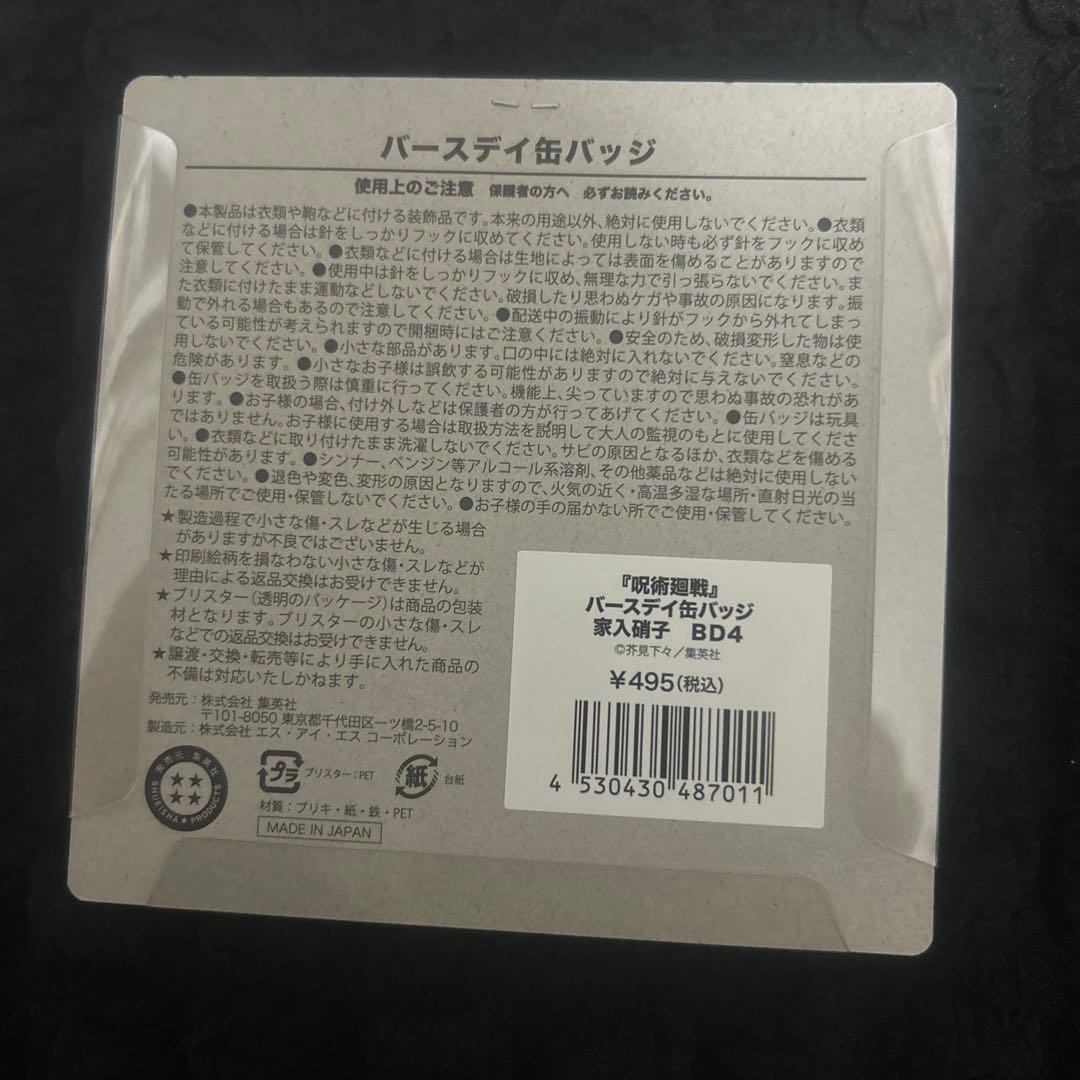 バースデイ缶バッジ
使用上のご注意 保護者の方へ 必ずお読みください。
●本製品は衣類や鞄などに付ける装飾品です。本来の用途以外、絶対に使用しないでください。●衣類
などに付ける場合は針をしっかりフックに収めてください。使用しない時も必ず針をフックに収め
て保管してください。●衣類などに付ける場合は生地によっては表面を傷めることがありますので
注意してください。●使用中は針をしっかりフックに収め、無理な力で引っ張らないでください。ま
た衣類に付けたまま運動などしないでください。破損したり思わぬケガや事故の原因になります。振
動で外れる場合もあるので注意してください。●配送中の振動により針がフックから外れてしまっ
ている可能性が考えられますので開梱時にはご注意ください。●安全のため、破損変形した物は使
用しないでください。●小さな部品があります。口の中には絶対に入れないでください。窒息などの
危険があります。●小さなお子様は誤飲する可能性がありますので絶対に与えないでください。
●缶バッジを取扱う際は慎重に行ってください。機能上、尖っていますので思わぬ事故の恐れがあ
ります。●お子様の場合、付け外しなどは保護者の方が行ってあげてください。●缶バッジは玩具
ではありません。お子様に使用する場合は取扱方法を説明して大人の監視のもとに使用してくださ
い。●衣類などに取り付けたまま洗濯しないでください。サビの原因となるほか、衣類などを傷める
可能性があります。●シンナー、ベンジン等アルコール系溶剤、その他薬品などは絶対に使用しない
でください。●退色や変色、変形の原因となりますので、火気の近く・高温多湿な場所・直射日光の当
たる場所でご使用・保管しないでください。●お子様の手の届かない所でご使用・保管してください。
★製造過程で小さな傷・スレなどが生じる場合
がありますが不良ではございません。
★印刷絵柄を損なわない小さな傷・スレなどが
理由による返品交換はお受けできません。
★ブリスター(透明のパッケージ)は商品の包装
材となります。ブリスターの小さな傷・スレ
などでの返品交換はお受けできません。
★譲渡・交換・転売等により手に入れた商品の
不備は対応いたしかねます。
発売元：株式会社 集英社
〒101-8050 東京都千代田区一ツ橋2-5-10
製造元：株式会社 エス・アイ・エス コーポレーション
発売元：集英社
SHUEISHA★PRODUCTS
プラ ブリスター：PET
紙 台紙
材質：ブリキ・紙・鉄・PET
MADE IN JAPAN
『呪術廻戦』
バースデイ缶バッジ
家入硝子 BD4
©芥見下々／集英社
¥495(税込)
4 530430 487011